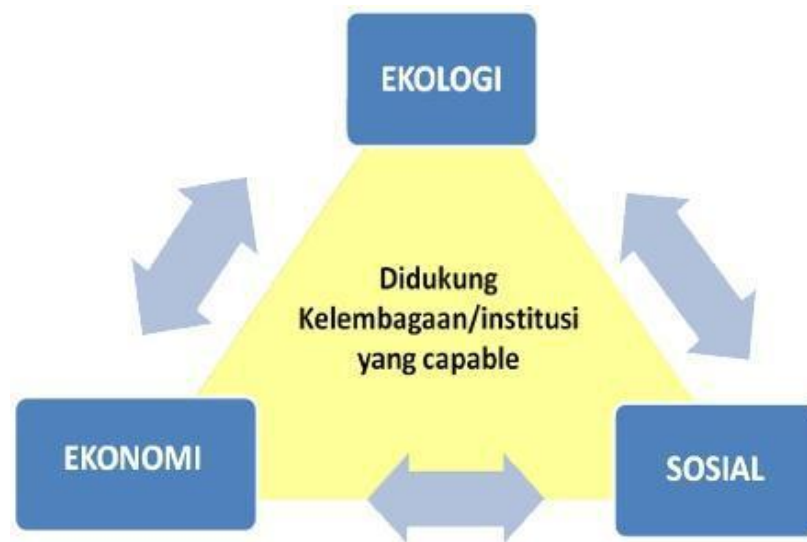 EKOLOGI
Didukung
Kelembagaan/institusi
yang capable
EKONOMI
SOSIAL